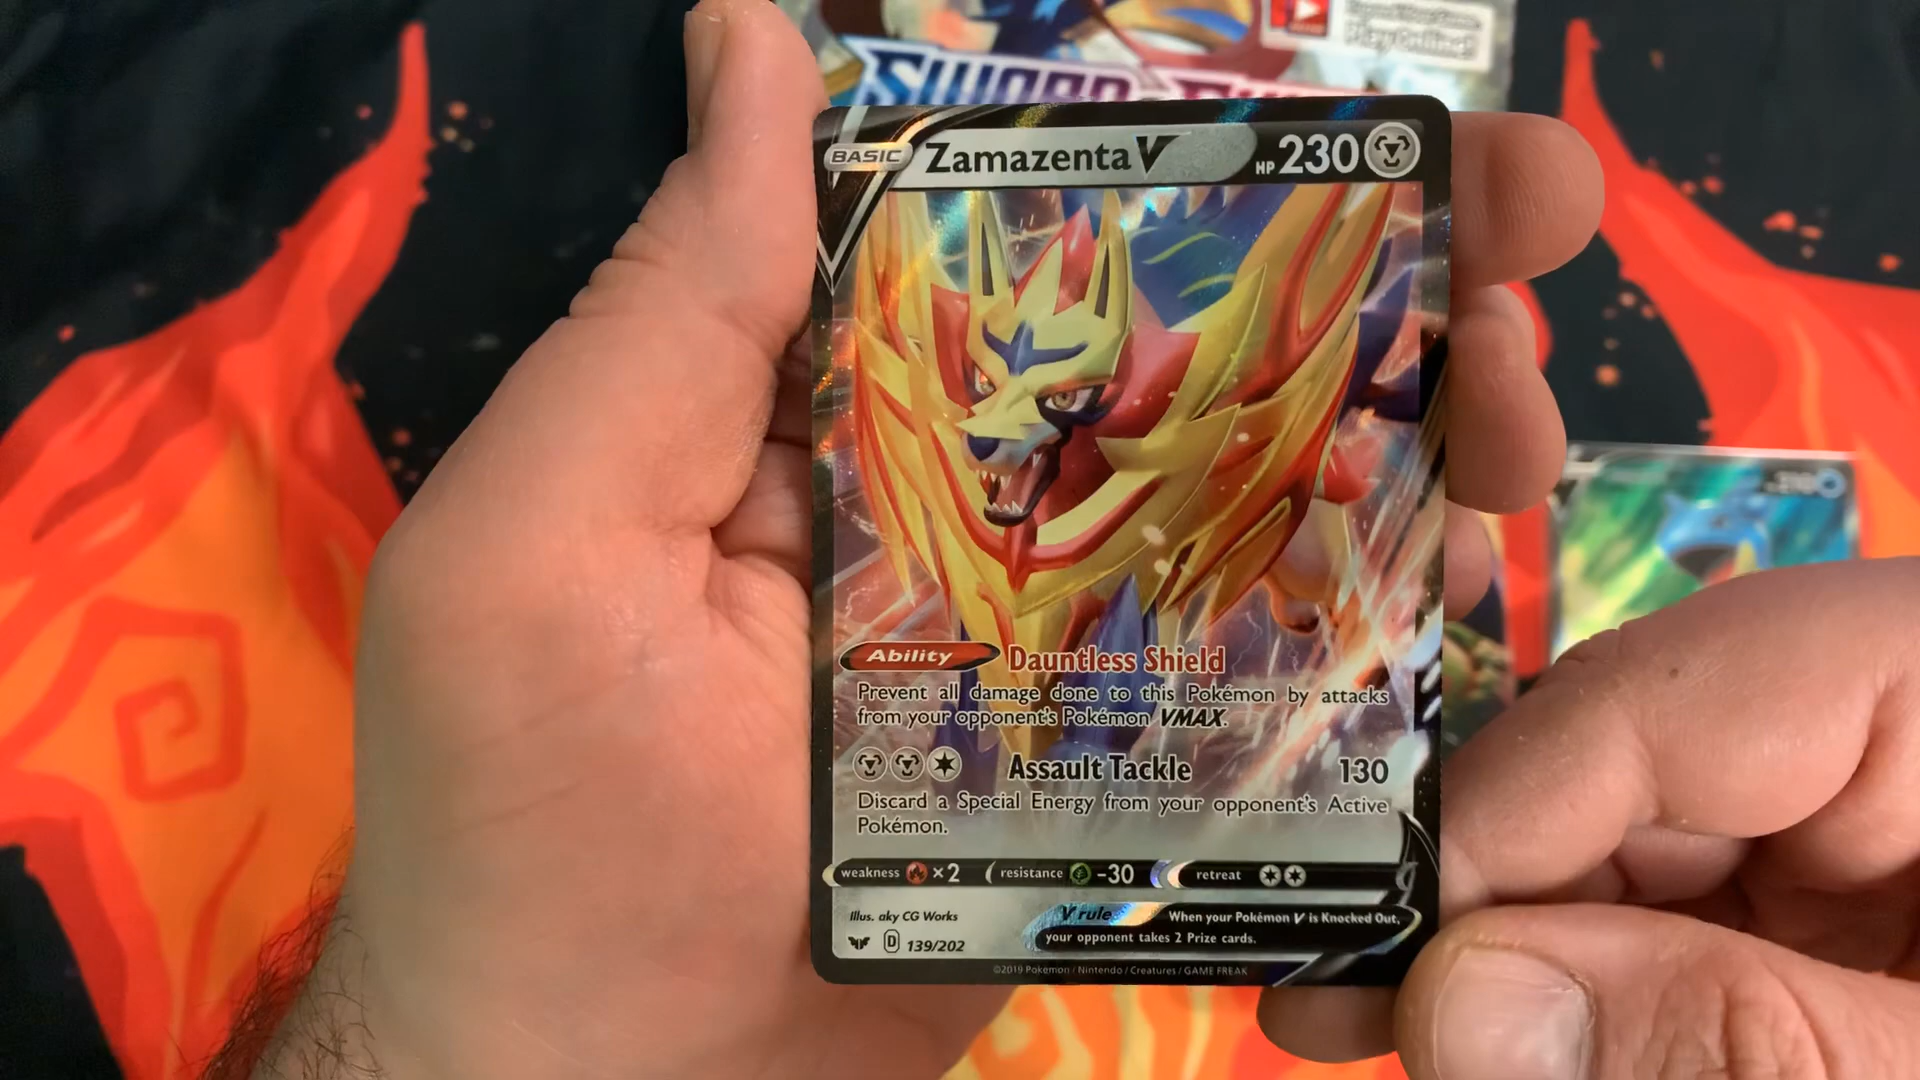 SWORD
BASIC Zamazenta V HP 230
Ability Dauntless Shield
Prevent all damage done to this Pokémon by attacks
from your opponent's Pokémon VMAX.
Assault Tackle 130
Discard a Special Energy from your opponent's Active
Pokémon.
weakness ×2 resistance -30 retreat
Illus. aky CG Works
V rule When your Pokémon V is Knocked Out,
your opponent takes 2 Prize cards.
D 139/202
©2019 Pokémon / Nintendo / Creatures / GAME FREAK